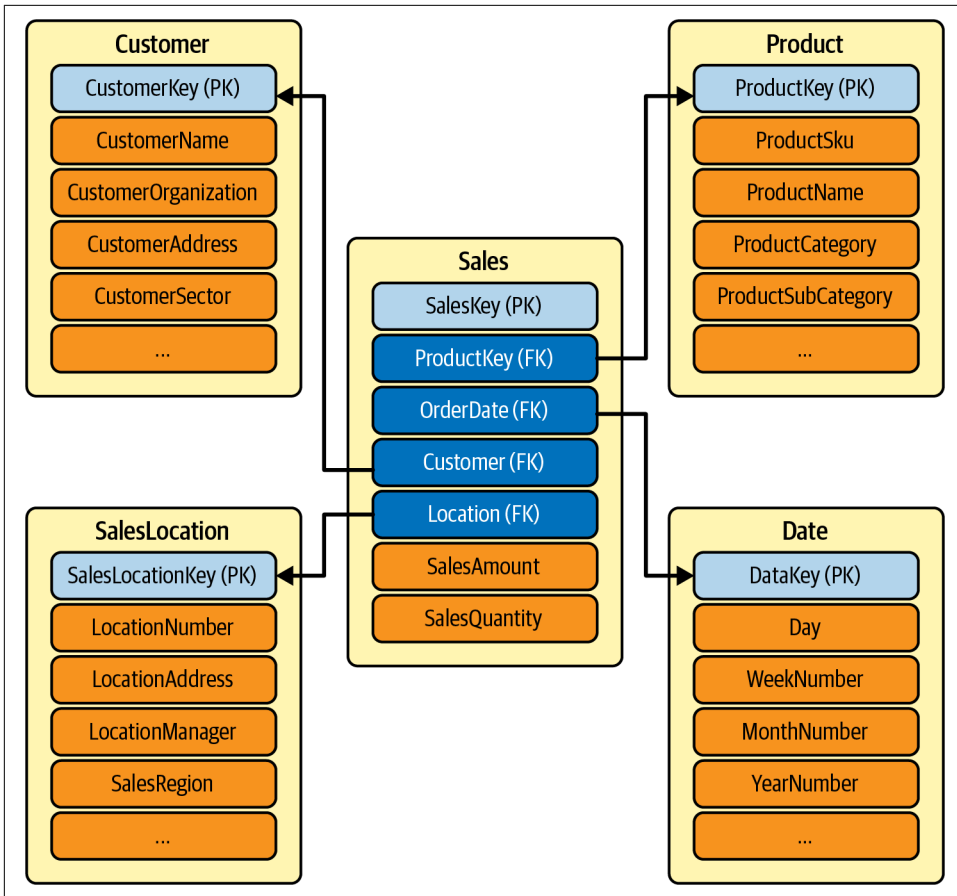 Customer
CustomerKey (PK)
CustomerName
CustomerOrganization
CustomerAddress
CustomerSector
...
Product
ProductKey (PK)
ProductSku
ProductName
ProductCategory
ProductSubCategory
...
Sales
SalesKey (PK)
ProductKey (FK)
OrderDate (FK)
Customer (FK)
Location (FK)
SalesAmount
SalesQuantity
SalesLocation
SalesLocationKey (PK)
LocationNumber
LocationAddress
LocationManager
SalesRegion
...
Date
DataKey (PK)
Day
WeekNumber
MonthNumber
YearNumber
...